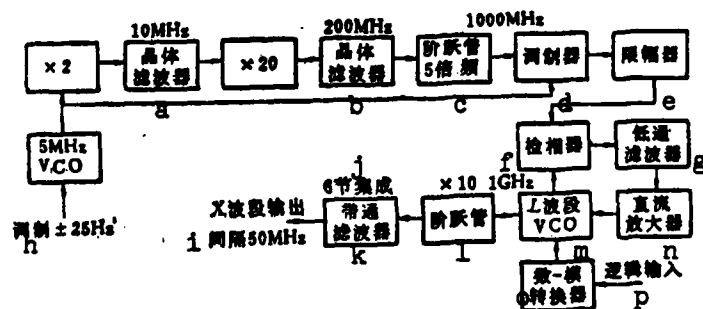 10MHz
200MHz
1000MHz
×2
晶体
滤波器
×20
晶体
滤波器
阶跃管
5倍频
调制器
限幅器
a
b
c
d
e
5MHz
VCO
检相器
低通
滤波器
f
g
j
6节集成
×10 1GHz
调制±25Hz
h
X波段输出
i
间隔50MHz
带通
滤波器
阶跃管
L波段
VCO
直流
放大器
k
l
m
n
数-模
转换器
o
逻辑输入
p